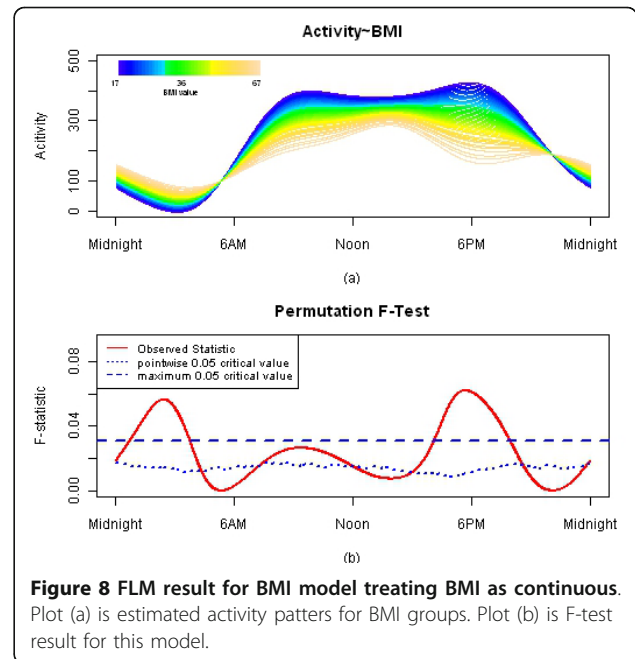 Activity~BMI
500
300
100
0
Acitivity
17 36 67
BMI value
Midnight 6AM Noon 6PM Midnight
(a)
Permutation F-Test
Observed Statistic
pointwise 0.05 critical value
maximum 0.05 critical value
0.08
0.04
0.00
F-statistic
Midnight 6AM Noon 6PM Midnight
(b)
Figure 8 FLM result for BMI model treating BMI as continuous.
Plot (a) is estimated activity patters for BMI groups. Plot (b) is F-test
result for this model.